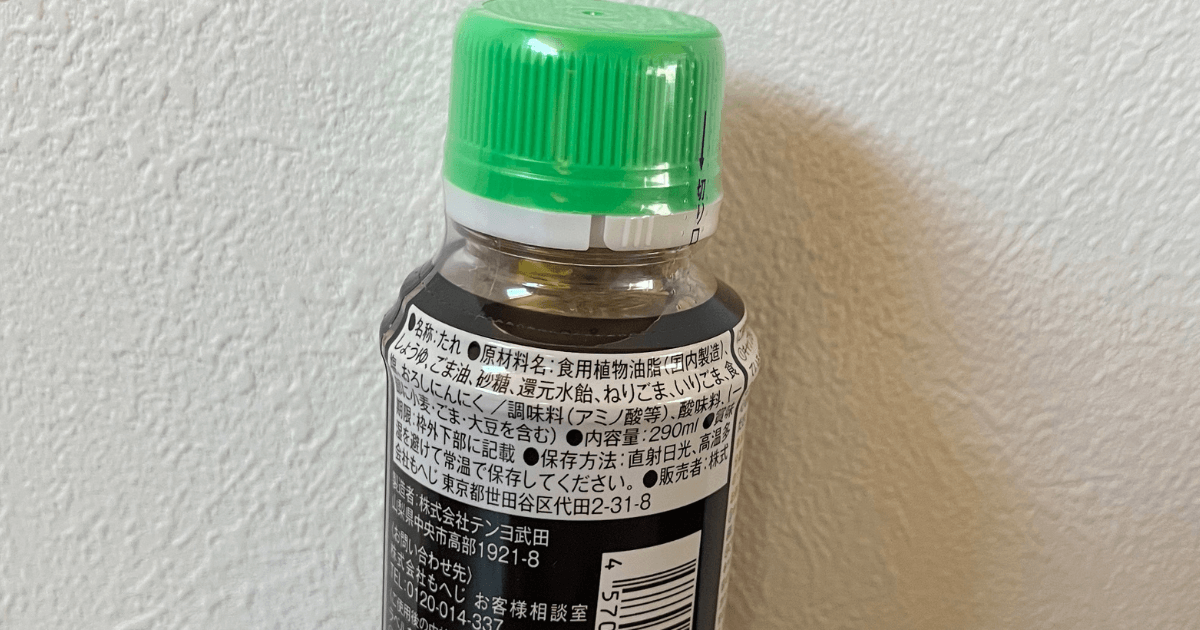 切り口
●名称:たれ ●原材料名:食用植物油脂(国内製造)、
しょうゆ、ごま油、砂糖、還元水飴、ねりごま、いりごま、食
塩、おろしにんにく/調味料(アミノ酸等)、酸味料、(一
部に小麦・ごま・大豆を含む) ●内容量:290ml ●賞味
期限:枠外下部に記載 ●保存方法:直射日光、高温多
湿を避けて常温で保存してください。 ●販売者:株式
会社もへじ 東京都世田谷区代田2-31-8
製造者:株式会社テンヨ武田
山梨県中央市高部1921-8
〈お問い合わせ先〉
株式会社もへじ お客様相談室
TEL:0120-014-337
4 570